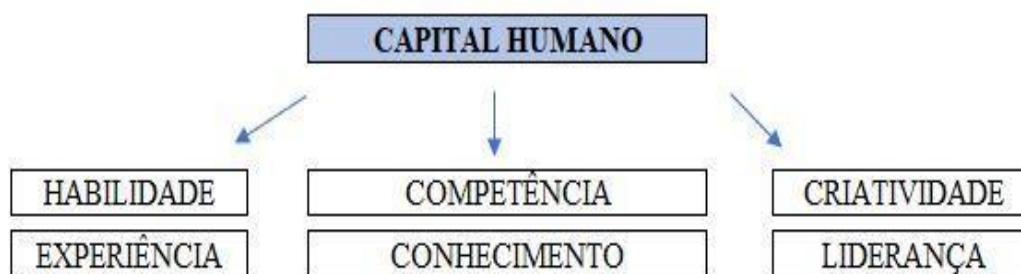 CAPITAL HUMANO
HABILIDADE COMPETÊNCIA CRIATIVIDADE
EXPERIÊNCIA CONHECIMENTO LIDERANÇA